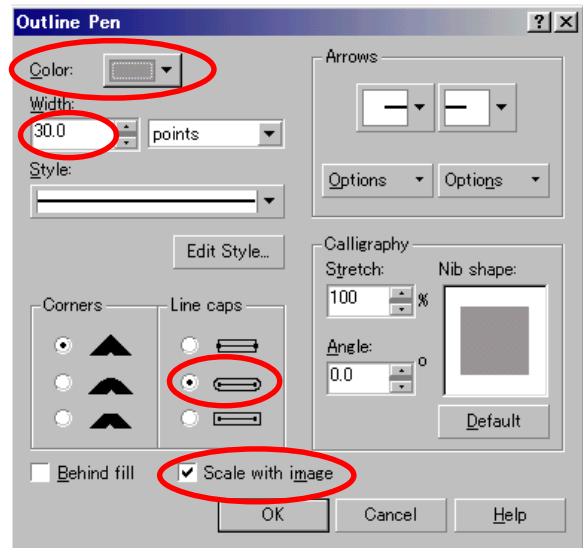 Outline Pen
Color:
Width:
30.0
points
Style:
Edit Style...
Arrows
Options
Options
Corners
Line caps
Calligraphy
Stretch:
100
%
Nib shape:
Angle:
0.0
o
Default
Behind fill
Scale with image
OK
Cancel
Help